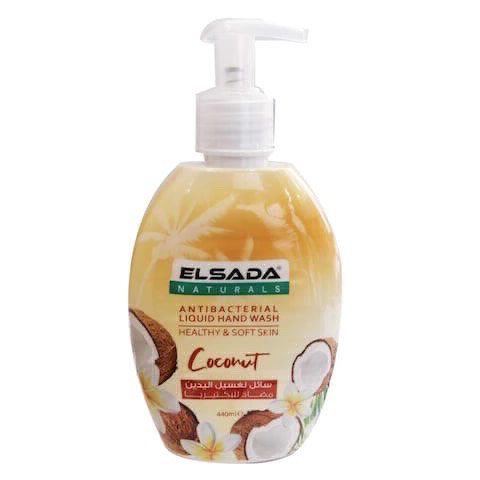 ELSADA®
NATURALS
ANTIBACTERIAL
LIQUID HAND WASH
HEALTHY & SOFT SKIN
Coconut
سائل لغسيل اليدين
مضاد للبكتيريا
440ml℮